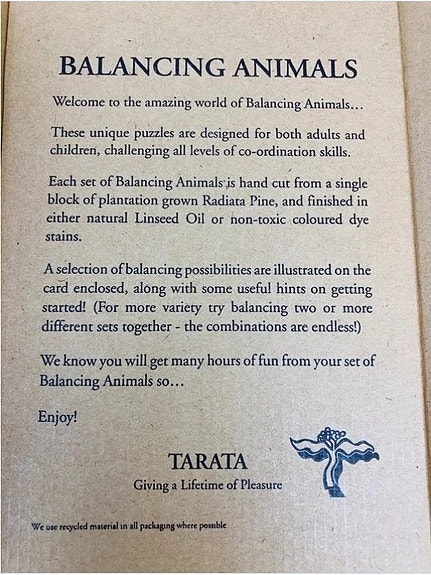 BALANCING ANIMALS
Welcome to the amazing world of Balancing Animals...
These unique puzzles are designed for both adults and
children, challenging all levels of co-ordination skills.
Each set of Balancing Animals is hand cut from a single
block of plantation grown Radiata Pine, and finished in
either natural Linseed Oil or non-toxic coloured dye
stains.
A selection of balancing possibilities are illustrated on the
card enclosed, along with some useful hints on getting
started! (For more variety try balancing two or more
different sets together - the combinations are endless!)
We know you will get many hours of fun from your set of
Balancing Animals so...
Enjoy!
TARATA
Giving a Lifetime of Pleasure
We use recycled material in all packaging where possible